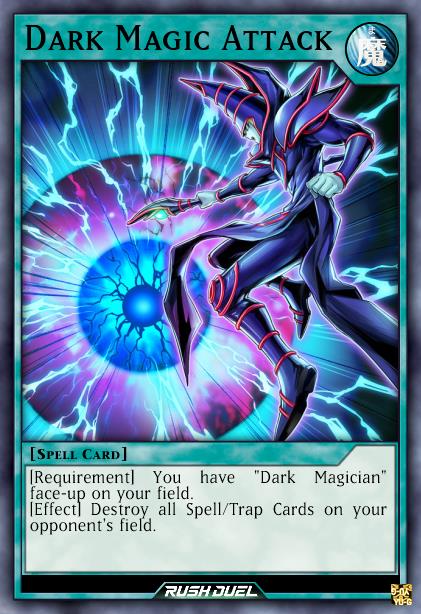 Dark Magic Attack
ま
魔
[Spell Card]
[Requirement] You have "Dark Magician"
face-up on your field.
[Effect] Destroy all Spell/Trap Cards on your
opponent's field.
RUSH DUEL